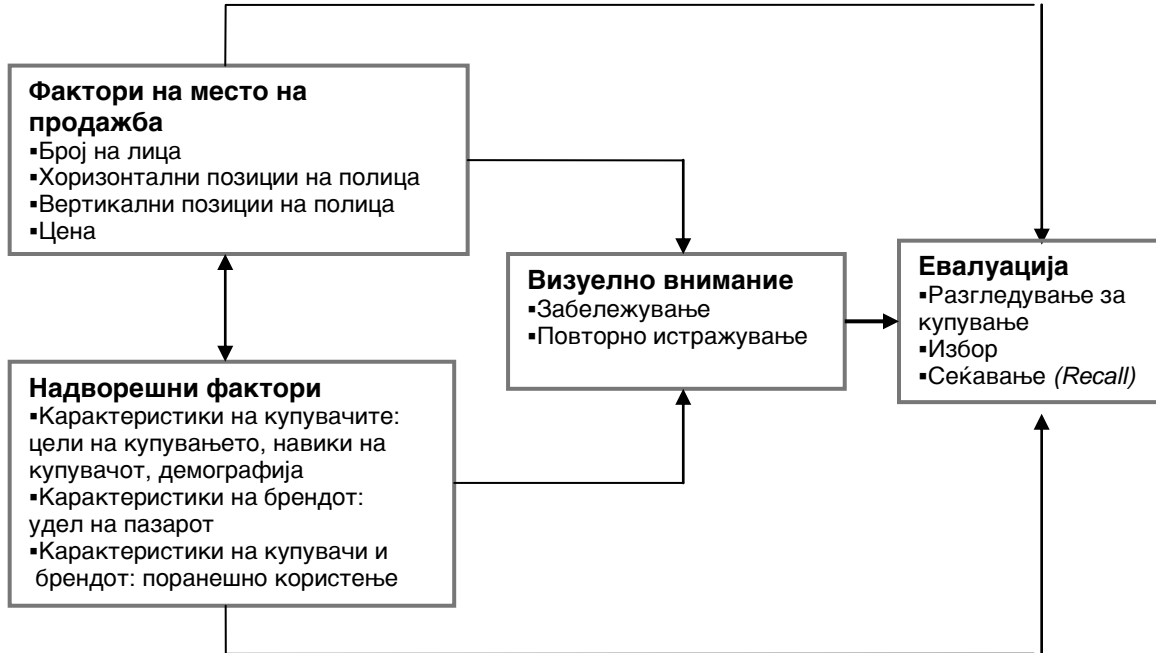 Фактори на место на
продажба
▪Број на лица
▪Хоризонтални позиции на полица
▪Вертикални позиции на полица
▪Цена
Визуелно внимание
▪Забележување
▪Повторно истражување
Евалуација
▪Разгледување за
купување
▪Избор
▪Сеќавање (Recall)
Надворешни фактори
▪Карактеристики на купувачите:
цели на купувањето, навики на
купувачот, демографија
▪Карактеристики на брендот:
удел на пазарот
▪Карактеристики на купувачи и
брендот: поранешно користење